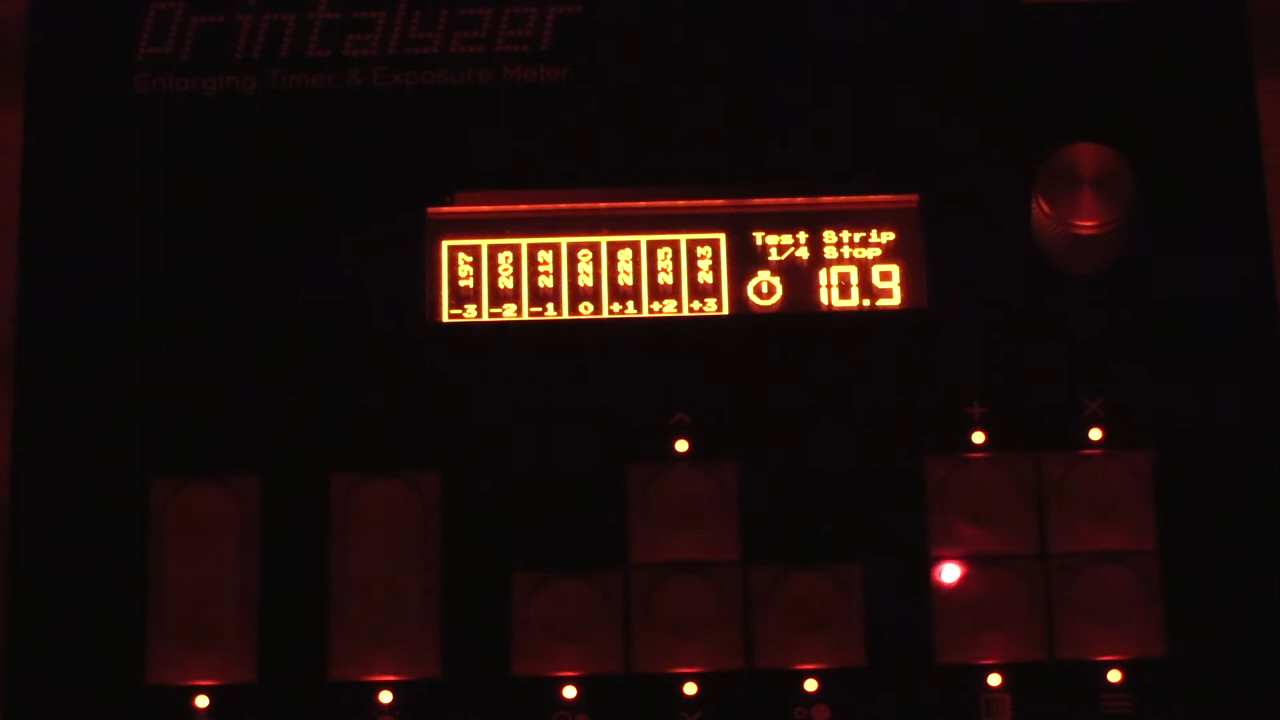 Printalyzer
Enlarging Timer & Exposure Meter
197 205 212 220 228 235 243
-3 -2 -1 0 +1 +2 +3
Test Strip
1/4 Stop
10.9
+ ×